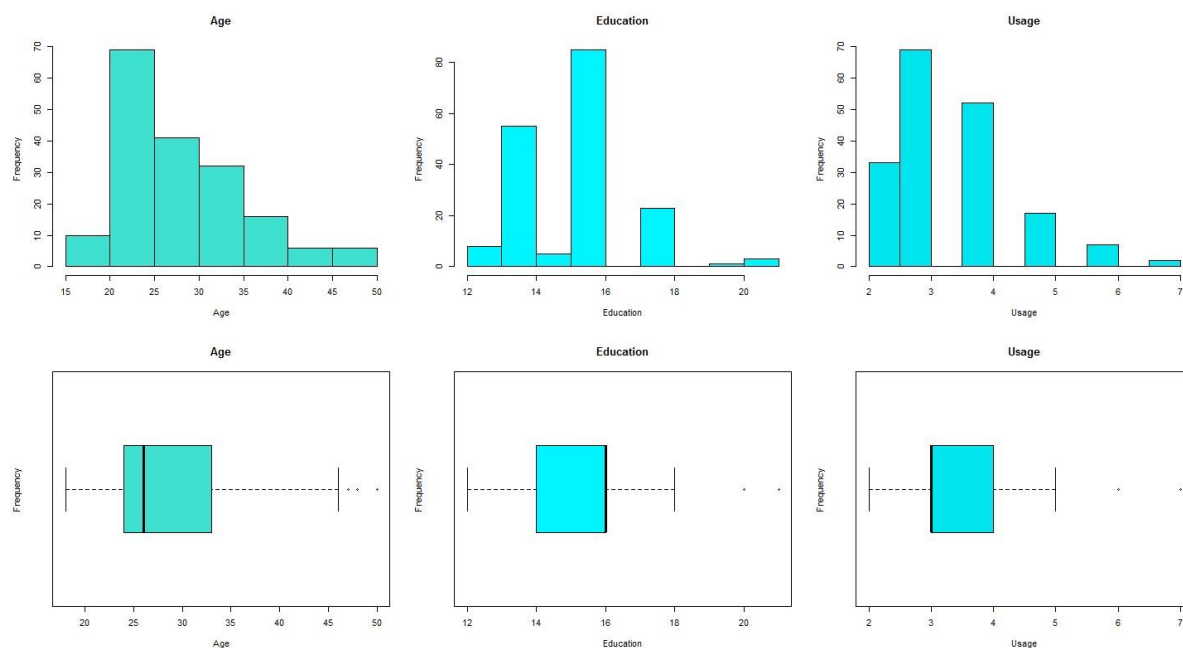 Age
Frequency
0 10 20 30 40 50 60 70
15 20 25 30 35 40 45 50
Age
Education
Frequency
0 20 40 60 80
12 14 16 18 20
Education
Usage
Frequency
0 10 20 30 40 50 60 70
2 3 4 5 6 7
Usage
Age
Frequency
20 25 30 35 40 45 50
Age
Education
Frequency
12 14 16 18 20
Education
Usage
Frequency
2 3 4 5 6 7
Usage